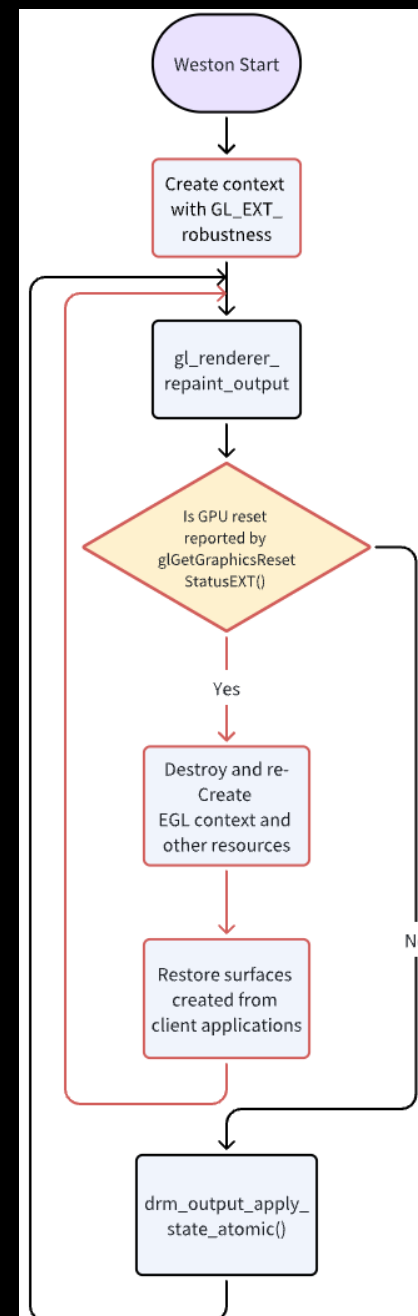 Weston Start
Create context
with GL_EXT_
robustness
gl_renderer_
repaint_output
Is GPU reset
reported by
glGetGraphicsReset
StatusEXT()
Yes
Destroy and re-
Create
EGL context and
other resources
N
Restore surfaces
created from
client applications
drm_output_apply_
state_atomic()